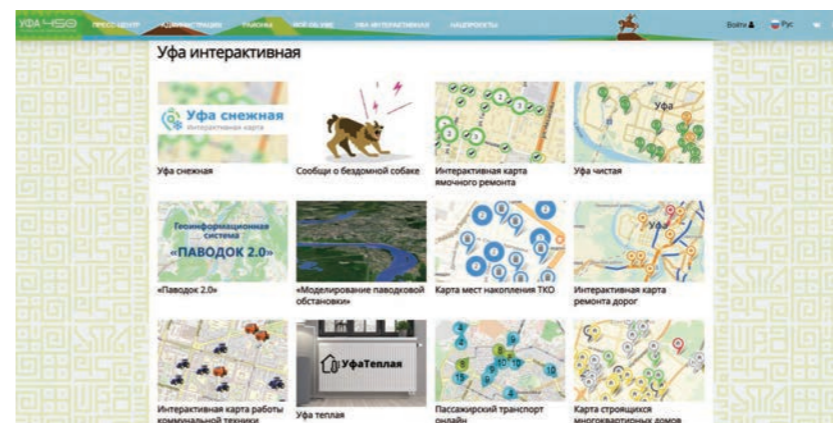 УФА 450 ПРЕСС-ЦЕНТР АДМИНИСТРАЦИЯ РАЙОНЫ ВСЁ ОБ УФЕ УФА ИНТЕРАКТИВНАЯ НАЦПРОЕКТЫ Войти Рус
Уфа интерактивная
Уфа снежная
Интерактивная карта
Уфа
Уфа снежная
Сообщи о бездомной собаке
Интерактивная карта
ямочного ремонта
Уфа чистая
Геоинформационная
система
«ПАВОДОК 2.0»
Уфа
«Паводок 2.0»
«Моделирование паводковой
обстановки»
Карта мест накопления ТКО
Интерактивная карта
ремонта дорог
УфаТеплая
Интерактивная карта работы
коммунальной техники
Уфа теплая
Пассажирский транспорт
онлайн
Карта строящихся
многоквартирных домов